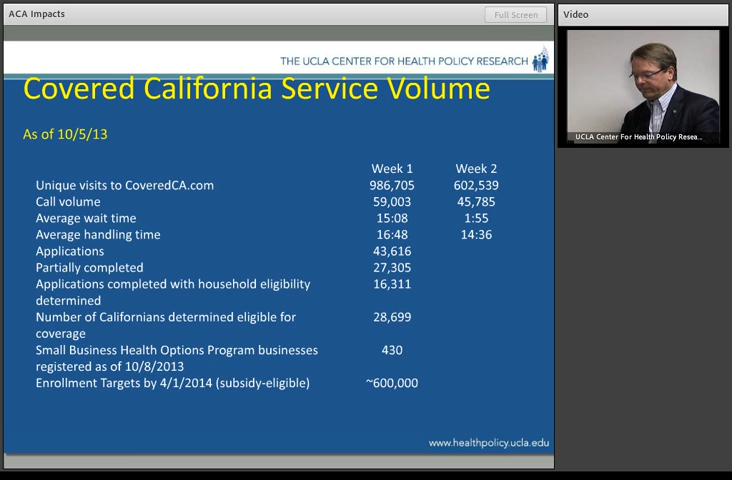 ACA Impacts
Full Screen
Video
THE UCLA CENTER FOR HEALTH POLICY RESEARCH
Covered California Service Volume
As of 10/5/13
Week 1 Week 2
Unique visits to CoveredCA.com 986,705 602,539
Call volume 59,003 45,785
Average wait time 15:08 1:55
Average handling time 16:48 14:36
Applications 43,616
Partially completed 27,305
Applications completed with household eligibility 16,311
determined
Number of Californians determined eligible for 28,699
coverage
Small Business Health Options Program businesses 430
registered as of 10/8/2013
Enrollment Targets by 4/1/2014 (subsidy-eligible) ~600,000
www.healthpolicy.ucla.edu
UCLA Center For Health Policy Resea...